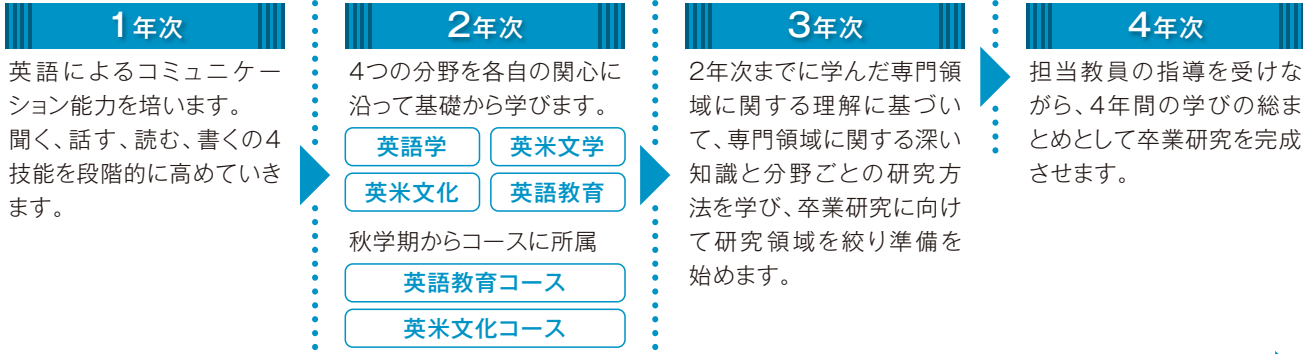 1年次
英語によるコミュニケー
ション能力を培います。
聞く、話す、読む、書くの4
技能を段階的に高めていき
ます。
2年次
4つの分野を各自の関心に
沿って基礎から学びます。
英語学 英米文学
英米文化 英語教育
秋学期からコースに所属
英語教育コース
英米文化コース
3年次
2年次までに学んだ専門領
域に関する理解に基づい
て、専門領域に関する深い
知識と分野ごとの研究方
法を学び、卒業研究に向け
て研究領域を絞り準備を
始めます。
4年次
担当教員の指導を受けな
がら、4年間の学びの総ま
とめとして卒業研究を完成
させます。